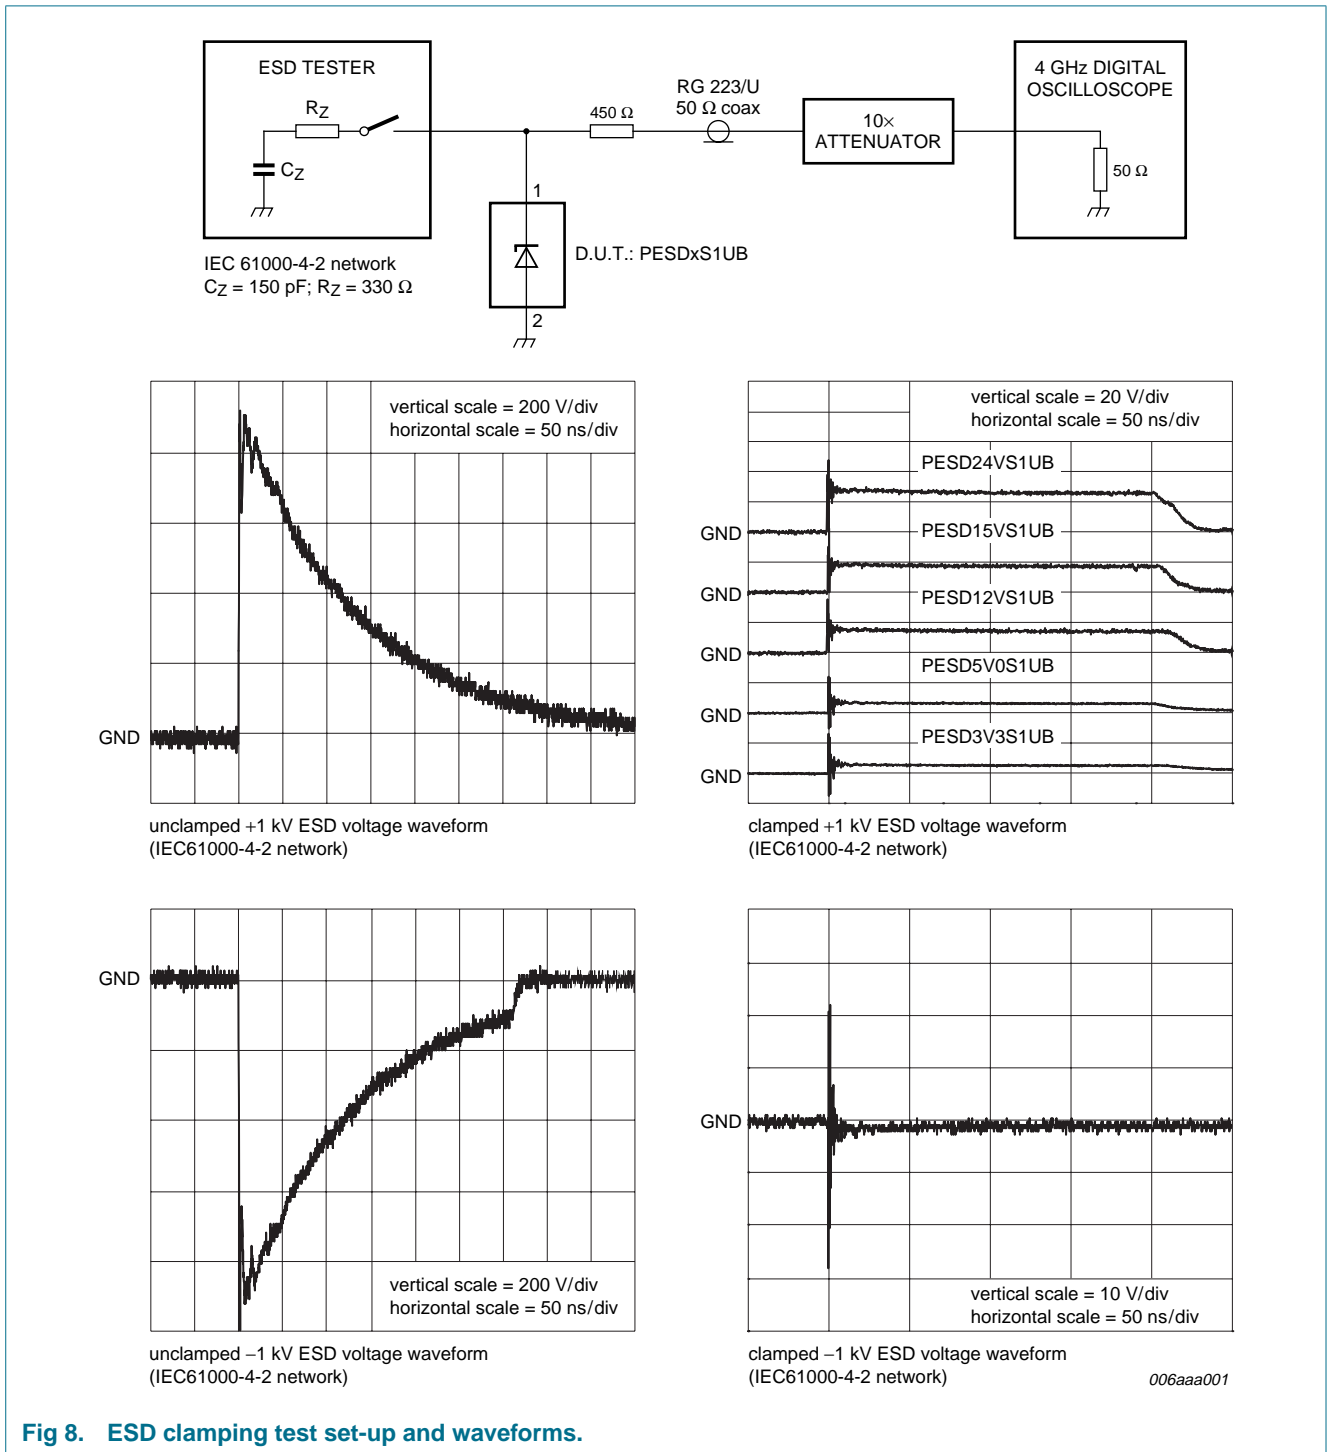 ESD TESTER
RZ
CZ
IEC 61000-4-2 network
CZ = 150 pF; RZ = 330 Ω
450 Ω
RG 223/U
50 Ω coax
10×
ATTENUATOR
4 GHz DIGITAL
OSCILLOSCOPE
50 Ω
1
D.U.T.: PESDxS1UB
2
vertical scale = 200 V/div
horizontal scale = 50 ns/div
GND
unclamped +1 kV ESD voltage waveform
(IEC61000-4-2 network)
vertical scale = 20 V/div
horizontal scale = 50 ns/div
PESD24VS1UB
GND
PESD15VS1UB
GND
PESD12VS1UB
GND
PESD5V0S1UB
GND
PESD3V3S1UB
GND
clamped +1 kV ESD voltage waveform
(IEC61000-4-2 network)
GND
vertical scale = 200 V/div
horizontal scale = 50 ns/div
unclamped −1 kV ESD voltage waveform
(IEC61000-4-2 network)
GND
vertical scale = 10 V/div
horizontal scale = 50 ns/div
clamped −1 kV ESD voltage waveform
(IEC61000-4-2 network)
006aaa001
Fig 8. ESD clamping test set-up and waveforms.